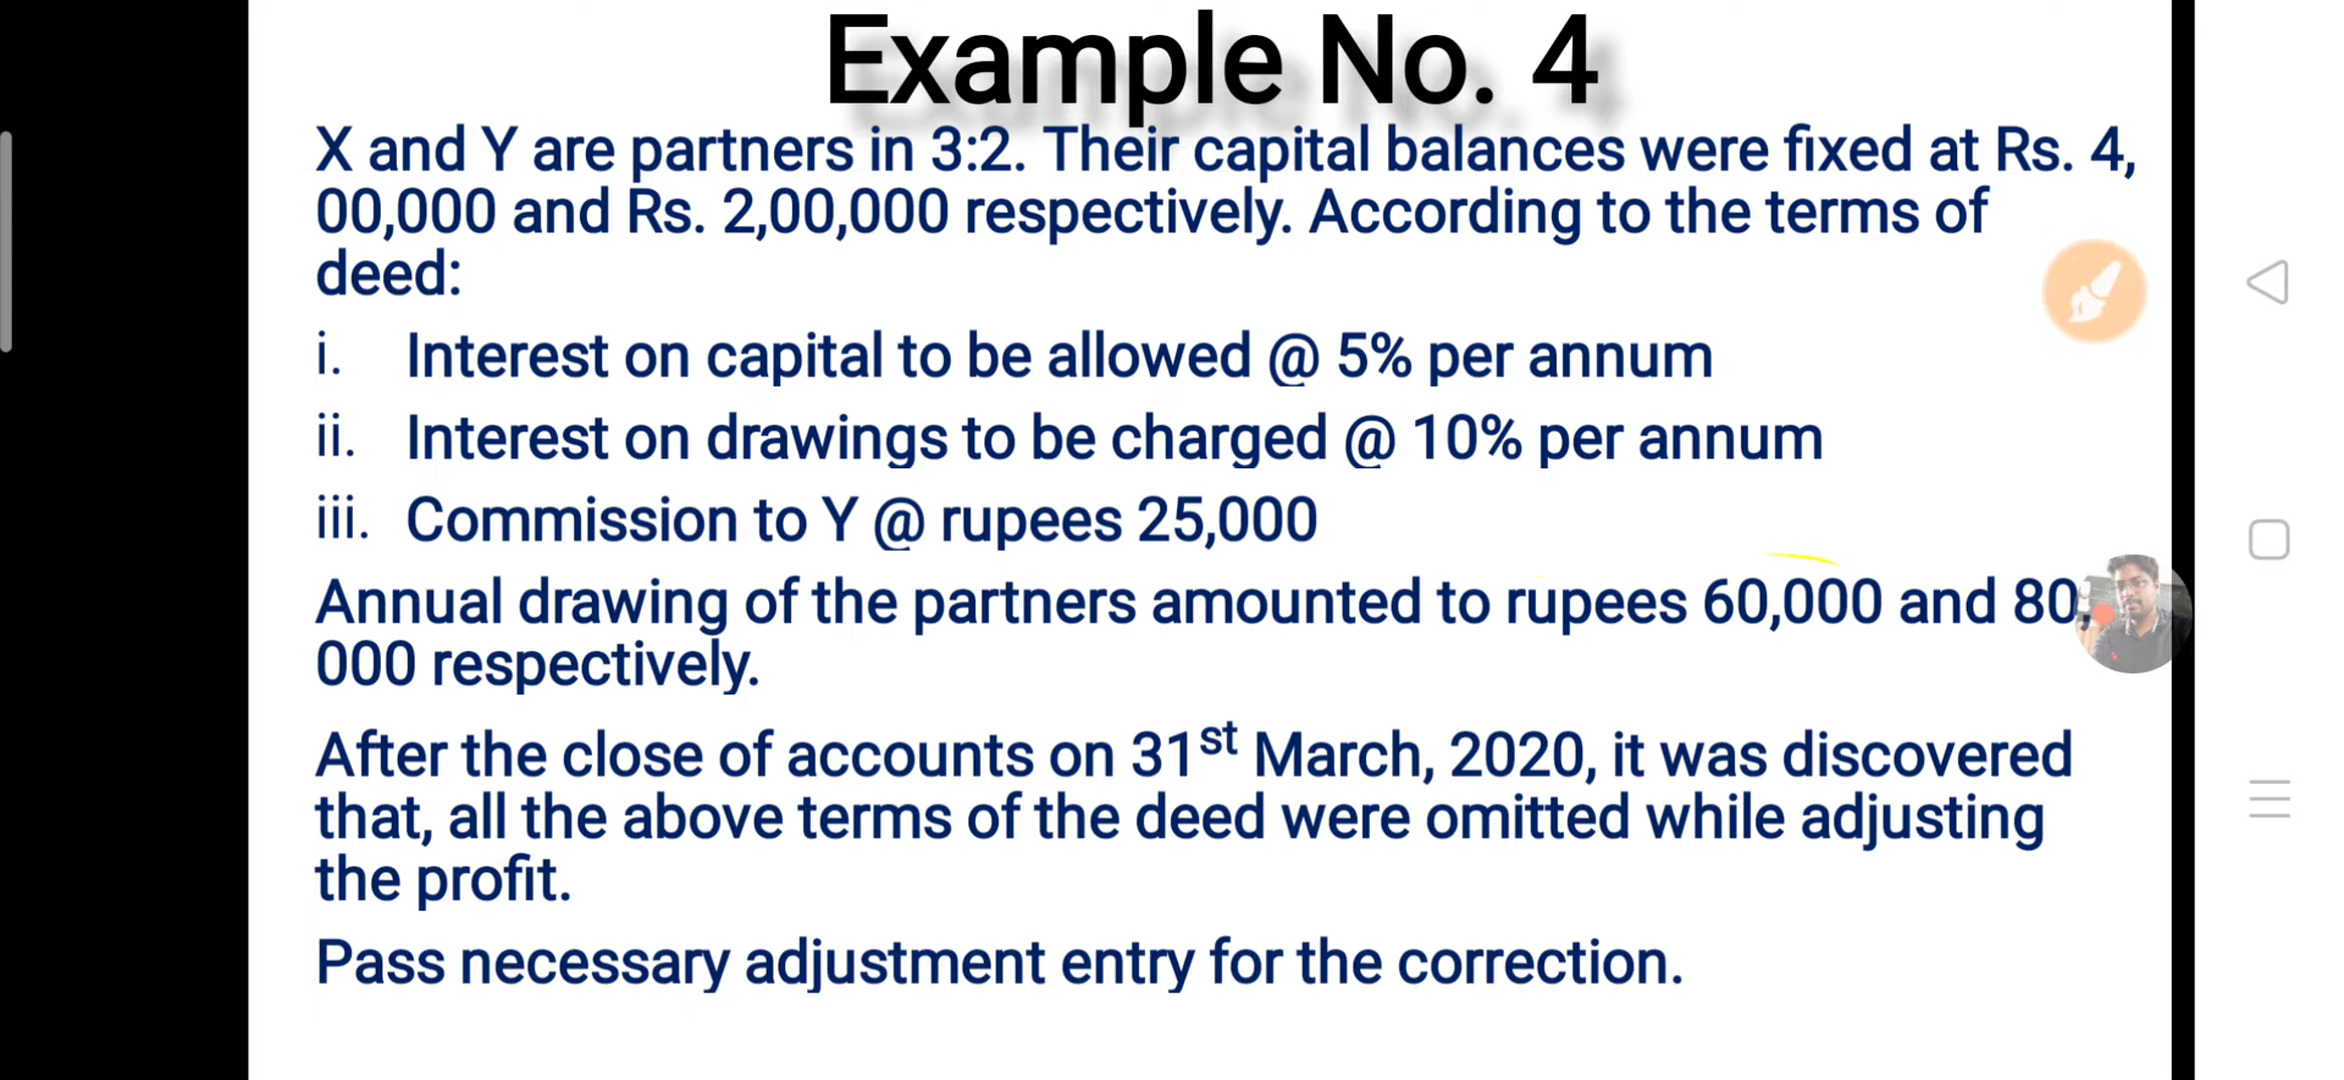 Example No. 4
X and Y are partners in 3:2. Their capital balances were fixed at Rs. 4,
00,000 and Rs. 2,00,000 respectively. According to the terms of
deed:
i. Interest on capital to be allowed @ 5% per annum
ii. Interest on drawings to be charged @ 10% per annum
iii. Commission to Y @ rupees 25,000
Annual drawing of the partners amounted to rupees 60,000 and 80,
000 respectively.
After the close of accounts on 31st March, 2020, it was discovered
that, all the above terms of the deed were omitted while adjusting
the profit.
Pass necessary adjustment entry for the correction.